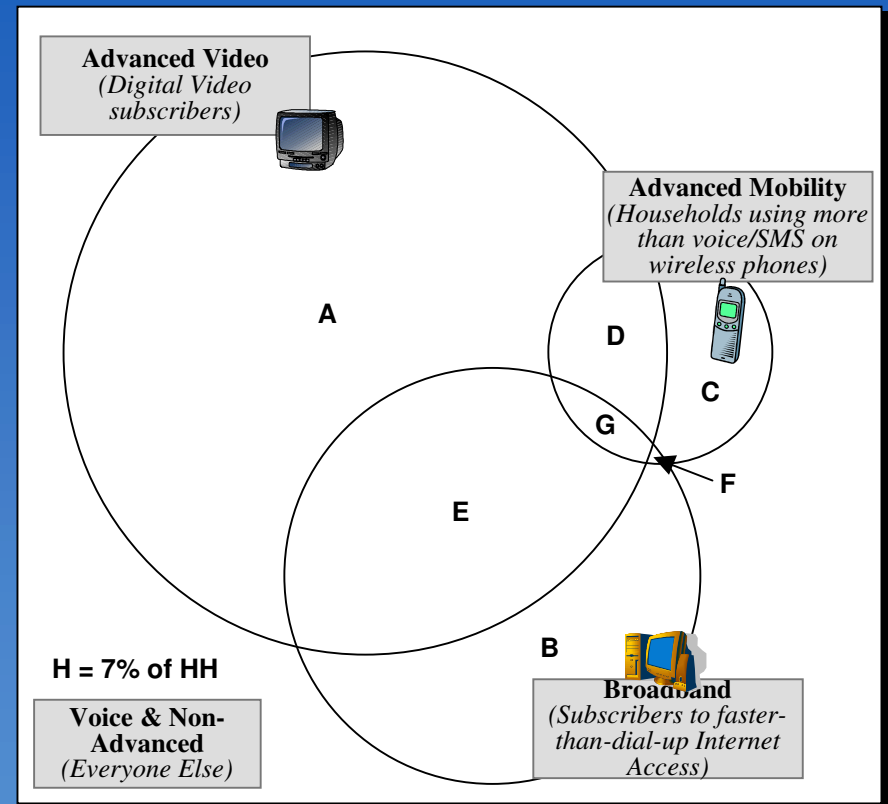 Advanced Video
(Digital Video
subscribers)
Advanced Mobility
(Households using more
than voice/SMS on
wireless phones)
A
D
C
G
F
E
B
H = 7% of HH
Voice & Non-
Advanced
(Everyone Else)
Broadband
(Subscribers to faster-
than-dial-up Internet
Access)